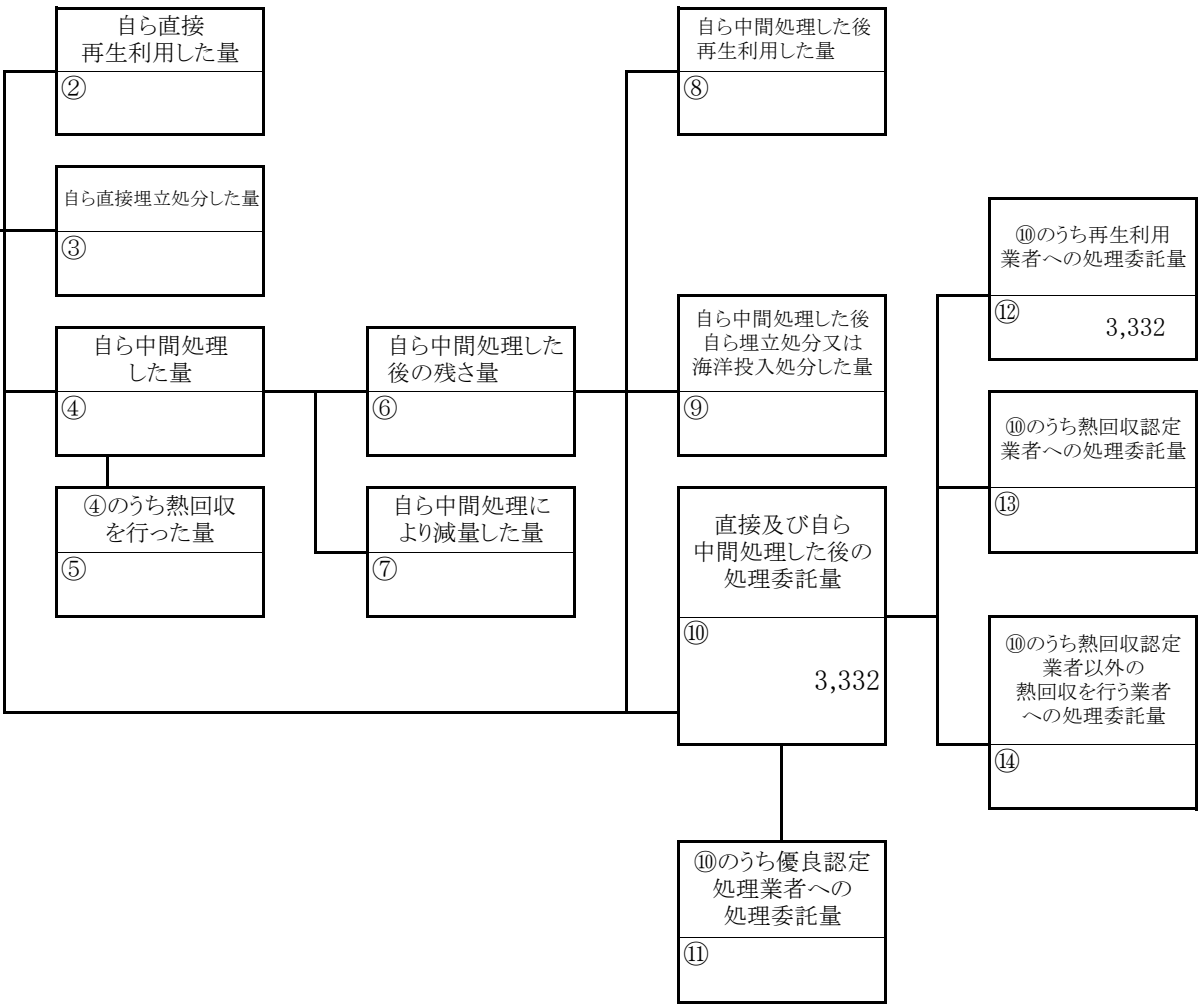 自ら直接
再生利用した量
②
自ら直接埋立処分した量
③
自ら中間処理
した量
④
④のうち熱回収
を行った量
⑤
自ら中間処理した
後の残さ量
⑥
自ら中間処理に
より減量した量
⑦
自ら中間処理した後
再生利用した量
⑧
自ら中間処理した後
自ら埋立処分又は
海洋投入処分した量
⑨
直接及び自ら
中間処理した後の
処理委託量
⑩
3,332
⑩のうち優良認定
処理業者への
処理委託量
⑪
⑩のうち再生利用
業者への処理委託量
⑫
3,332
⑩のうち熱回収認定
業者への処理委託量
⑬
⑩のうち熱回収認定
業者以外の
熱回収を行う業者
への処理委託量
⑭